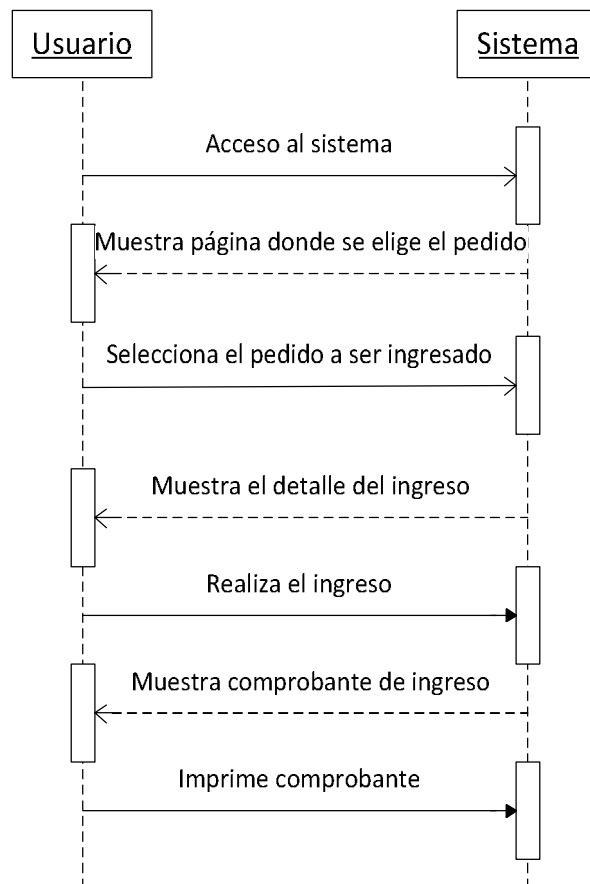 Usuario
Sistema
Acceso al sistema
Muestra página donde se elige el pedido
Selecciona el pedido a ser ingresado
Muestra el detalle del ingreso
Realiza el ingreso
Muestra comprobante de ingreso
Imprime comprobante